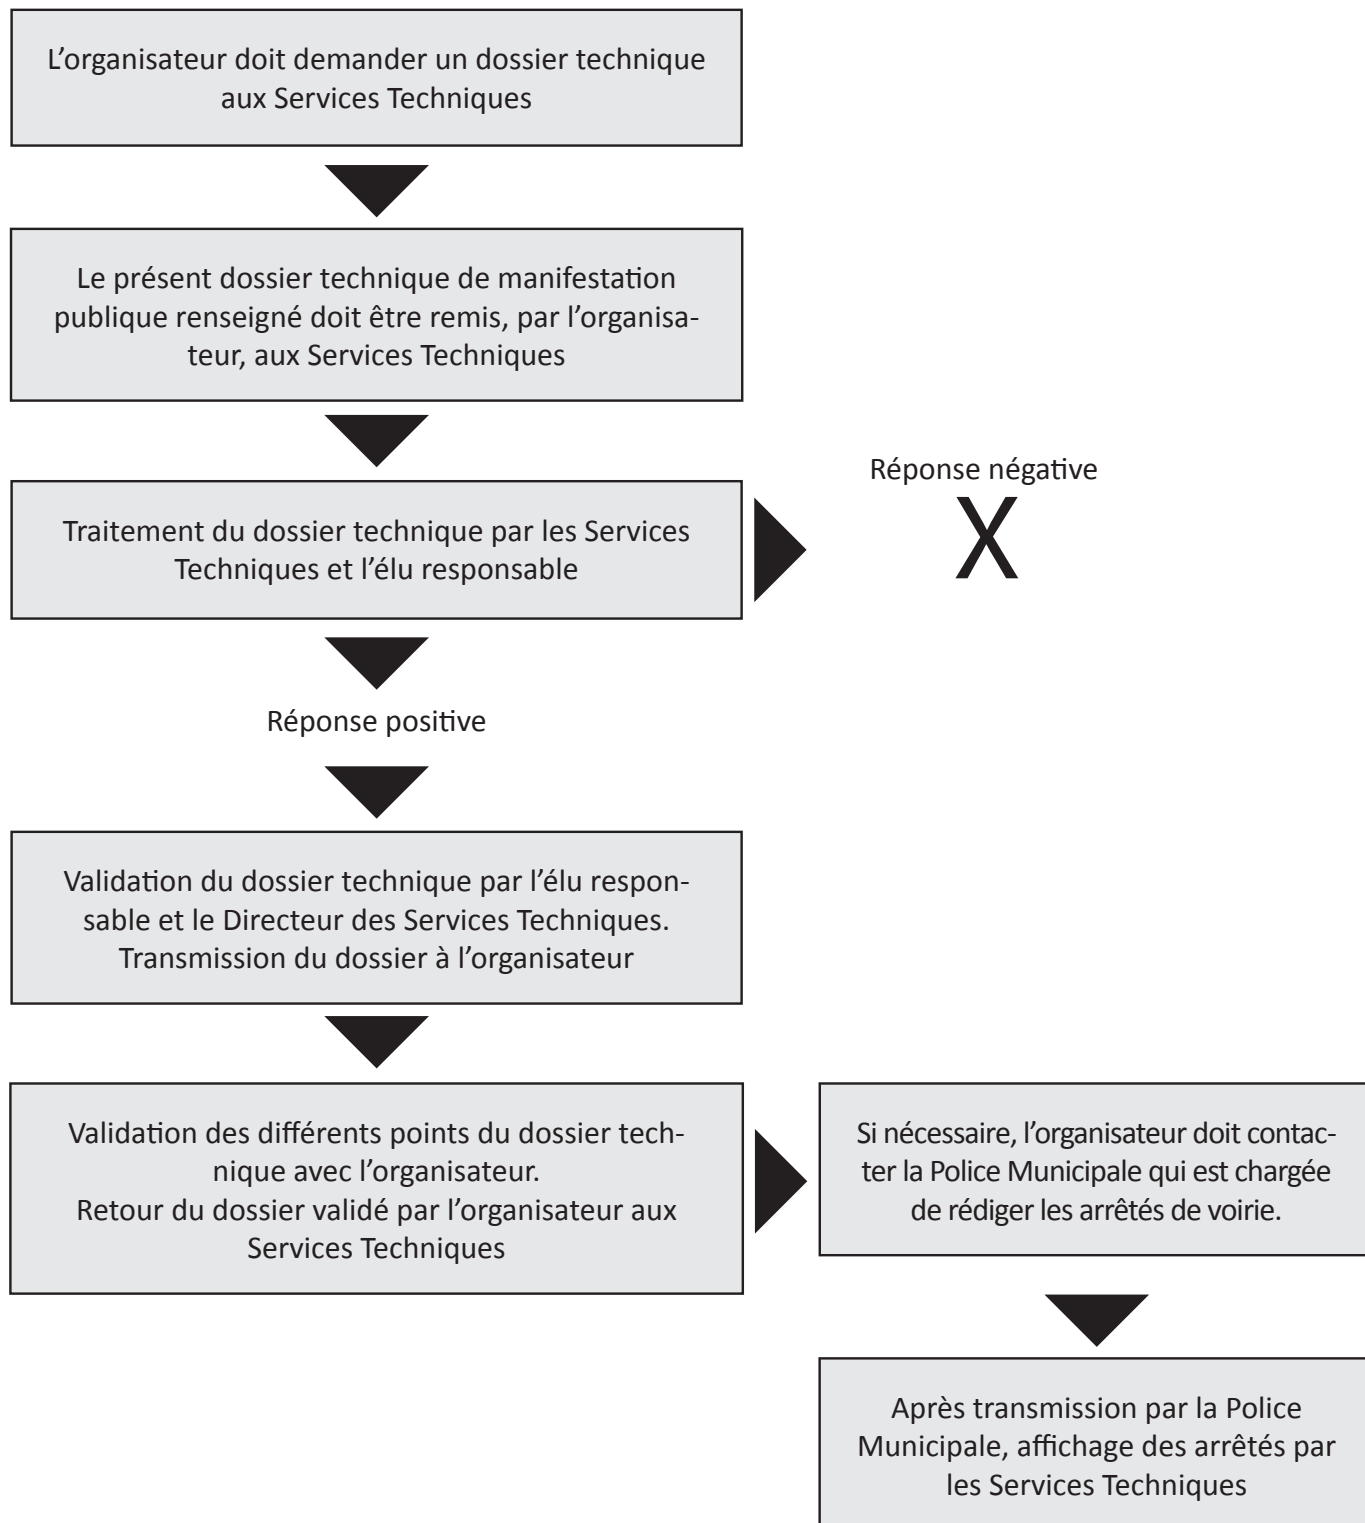 L’organisateur doit demander un dossier technique
aux Services Techniques
Le présent dossier technique de manifestation
publique renseigné doit être remis, par l’organisa-
teur, aux Services Techniques
Traitement du dossier technique par les Services
Techniques et l’élu responsable
Réponse négative
X
Réponse positive
Validation du dossier technique par l’élu respon-
sable et le Directeur des Services Techniques.
Transmission du dossier à l’organisateur
Validation des différents points du dossier tech-
nique avec l’organisateur.
Retour du dossier validé par l’organisateur aux
Services Techniques
Si nécessaire, l’organisateur doit contac-
ter la Police Municipale qui est chargée
de rédiger les arrêtés de voirie.
Après transmission par la Police
Municipale, affichage des arrêtés par
les Services Techniques